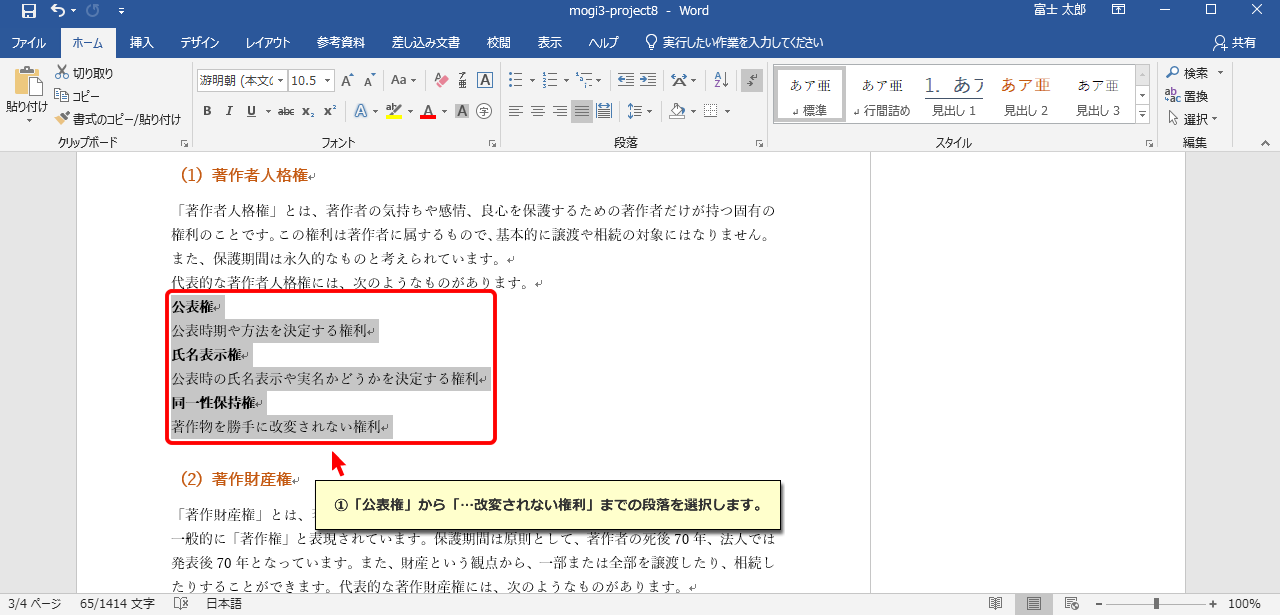 mogi3-project8 - Word
富士 太郎
ファイル ホーム 挿入 デザイン レイアウト 参考資料 差し込み文書 校閲 表示 ヘルプ 実行したい作業を入力してください 共有
貼り付け
切り取り
コピー
書式のコピー/貼り付け
クリップボード
游明朝 (本文の 10.5
Aa
B I U abc x₂ x²
フォント
段落
あア亜 標準
あア亜 行間詰め
1. あア 見出し 1
あア亜 見出し 2
あア亜 見出し 3
スタイル
検索
置換
選択
編集
（1）著作者人格権
「著作者人格権」とは、著作者の気持ちや感情、良心を保護するための著作者だけが持つ固有の
権利のことです。この権利は著作者に属するもので、基本的に譲渡や相続の対象にはなりません。
また、保護期間は永久的なものと考えられています。
代表的な著作者人格権には、次のようなものがあります。
公表権
公表時期や方法を決定する権利
氏名表示権
公表時の氏名表示や実名かどうかを決定する権利
同一性保持権
著作物を勝手に改変されない権利
（2）著作財産権
①「公表権」から「…改変されない権利」までの段落を選択します。
「著作財産権」とは、
一般的に「著作権」と表現されています。保護期間は原則として、著作者の死後 70 年、法人では
発表後 70 年となっています。また、財産という観点から、一部または全部を譲渡したり、相続し
たりすることができます。代表的な著作財産権には、次のようなものがあります。
3/4 ページ 65/1414 文字 日本語 100%